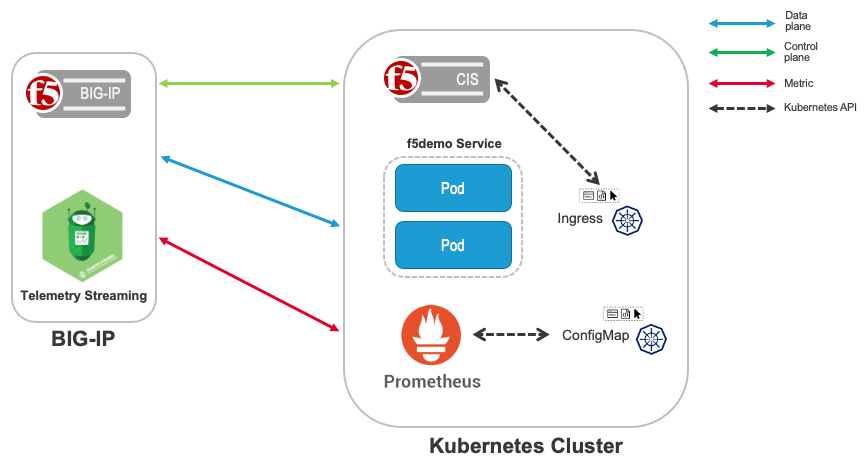 Data
plane
Control
plane
Metric
Kubernetes API
f5
BIG-IP
Telemetry Streaming
BIG-IP
f5
CIS
f5demo Service
Pod
Pod
Ingress
Prometheus
ConfigMap
Kubernetes Cluster